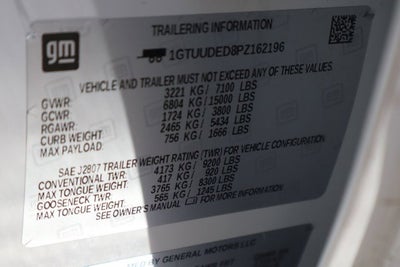 TRAILERING INFORMATION
gm
1GTUUDED8PZ162196
VEHICLE AND TRAILER MUST NOT EXCEED ANY
GVWR: 3221 KG / 7100 LBS
GCWR: 6804 KG / 15000 LBS
RGAWR: 1724 KG / 3800 LBS
CURB WEIGHT: 2465 KG / 5434 LBS
MAX PAYLOAD: 756 KG / 1666 LBS
SAE J2807 TRAILER WEIGHT RATING (TWR) FOR VEHICLE CONFIGURATION:
CONVENTIONAL TWR: 4173 KG / 9200 LBS
MAX TONGUE WEIGHT: 417 KG / 920 LBS
GOOSENECK TWR: 3765 KG / 8300 LBS
MAX TONGUE WEIGHT: 565 KG / 1245 LBS
SEE OWNER'S MANUAL FOR MORE INFORMATION
BY GENERAL MOTORS LLC